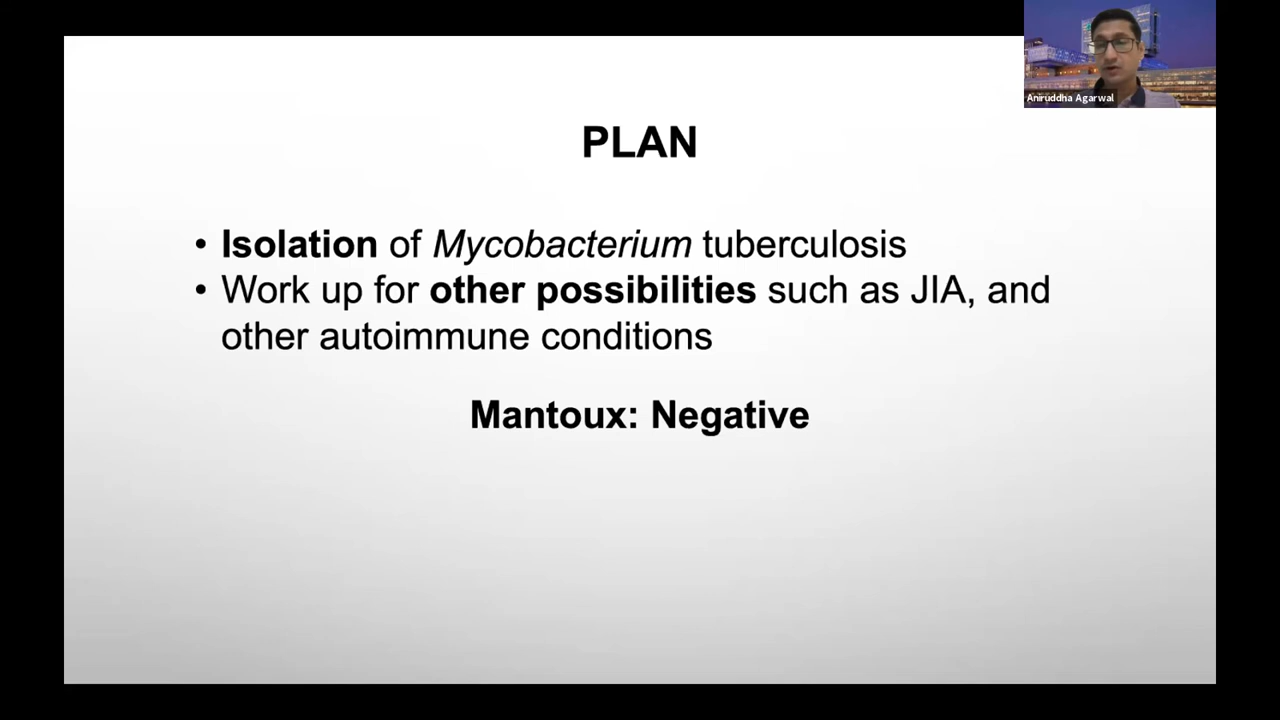 Aniruddha Agarwal
PLAN
• Isolation of Mycobacterium tuberculosis
• Work up for other possibilities such as JIA, and
other autoimmune conditions
Mantoux: Negative